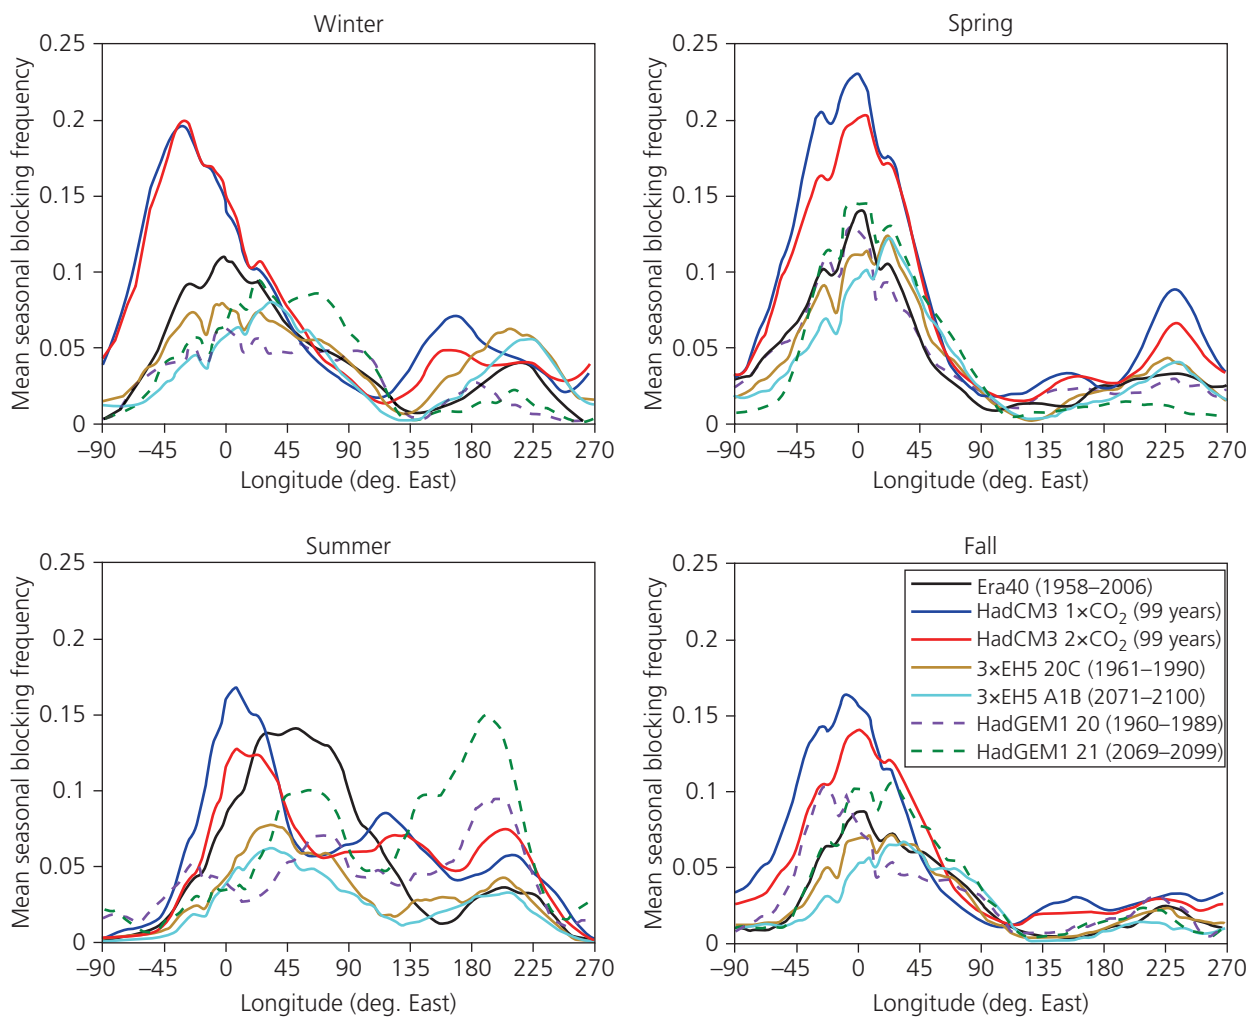 Winter
Mean seasonal blocking frequency
0.25
0.2
0.15
0.1
0.05
0
−90 −45 0 45 90 135 180 225 270
Longitude (deg. East)
Spring
Mean seasonal blocking frequency
0.25
0.2
0.15
0.1
0.05
0
−90 −45 0 45 90 135 180 225 270
Longitude (deg. East)
Summer
Mean seasonal blocking frequency
0.25
0.2
0.15
0.1
0.05
0
−90 −45 0 45 90 135 180 225 270
Longitude (deg. East)
Fall
Mean seasonal blocking frequency
0.25
0.2
0.15
0.1
0.05
0
−90 −45 0 45 90 135 180 225 270
Longitude (deg. East)
Era40 (1958–2006)
HadCM3 1×CO₂ (99 years)
HadCM3 2×CO₂ (99 years)
3×EH5 20C (1961–1990)
3×EH5 A1B (2071–2100)
HadGEM1 20 (1960–1989)
HadGEM1 21 (2069–2099)